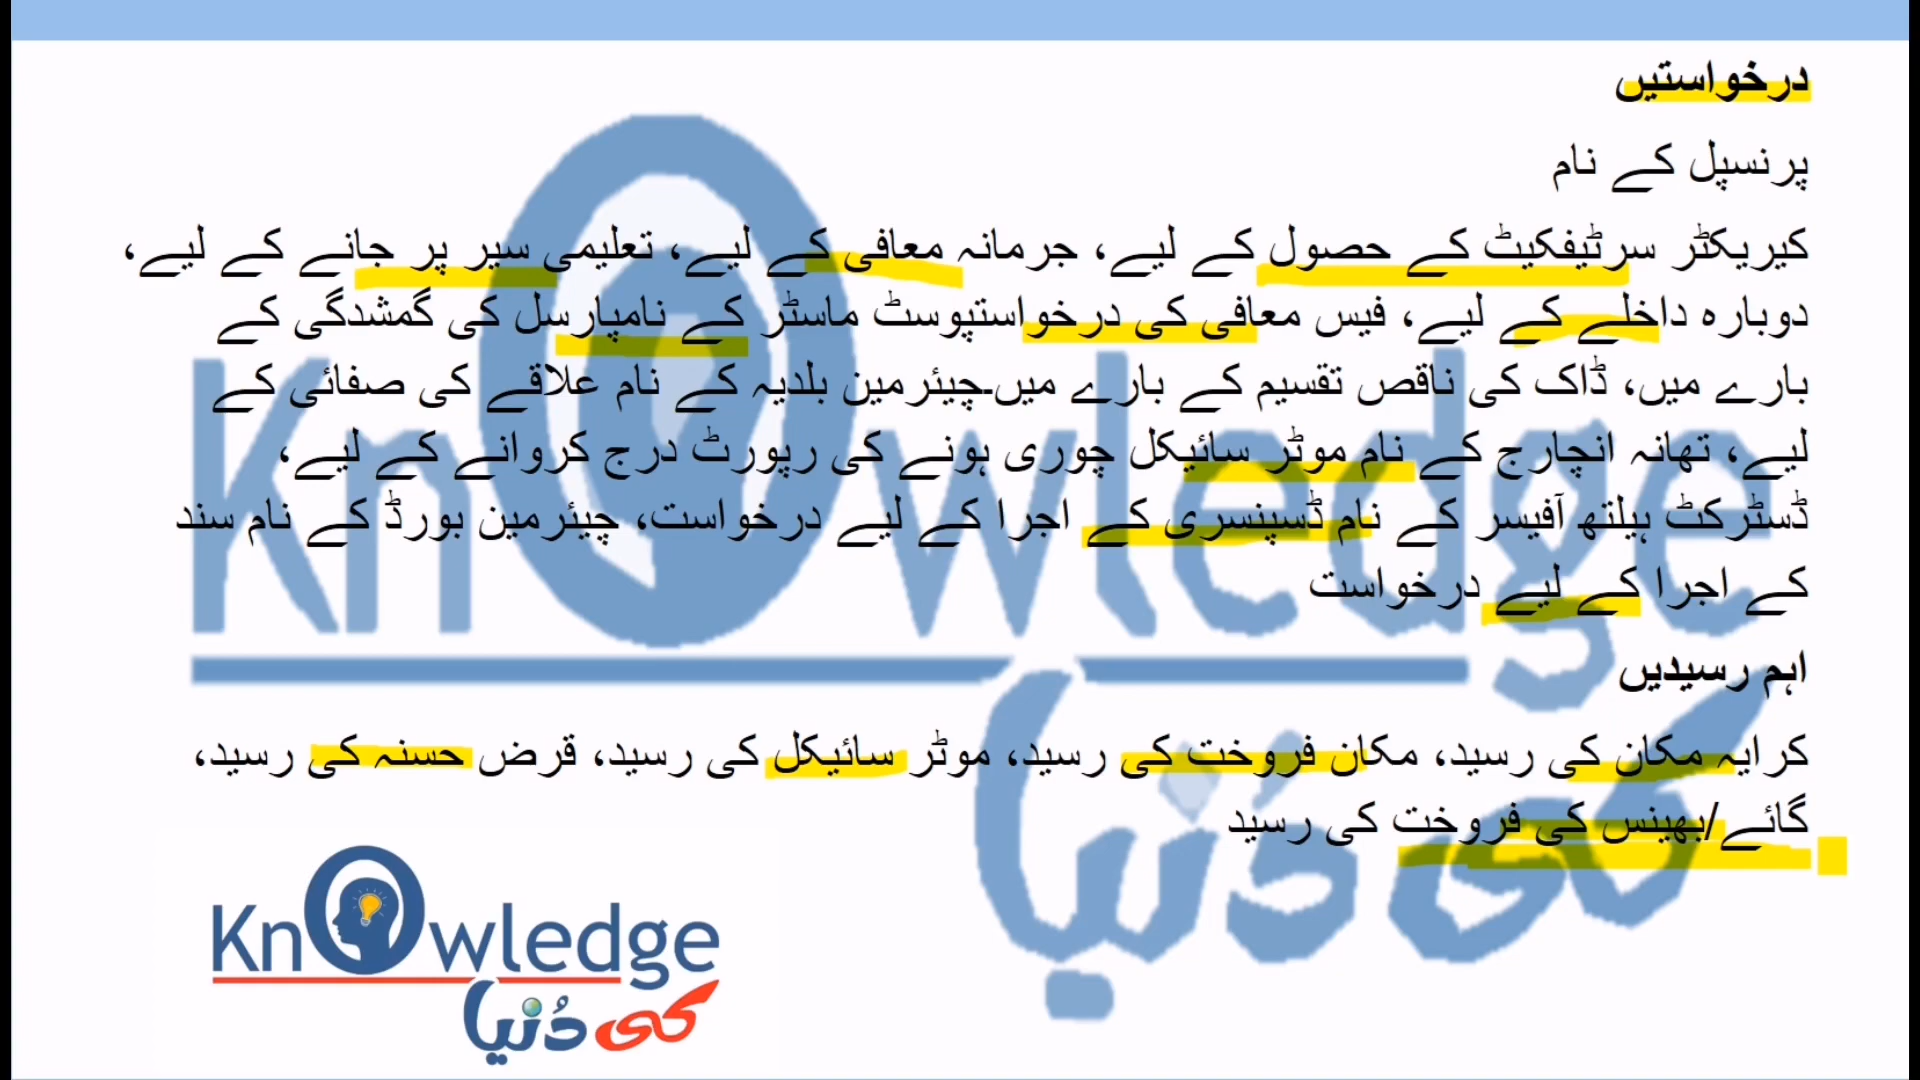 درخواستیں
پرنسپل کے نام
کیریکٹر سرٹیفکیٹ کے حصول کے لیے، جرمانہ معافی کے لیے، تعلیمی سیر پر جانے کے لیے،
دوبارہ داخلے کے لیے، فیس معافی کی درخواستپوسٹ ماسٹر کے نامپارسل کی گمشدگی کے
بارے میں، ڈاک کی ناقص تقسیم کے بارے میں۔چیئرمین بلدیہ کے نام علاقے کی صفائی کے
لیے، تھانہ انچارج کے نام موٹر سائیکل چوری ہونے کی رپورٹ درج کروانے کے لیے،
ڈسٹرکٹ ہیلتھ آفیسر کے نام ڈسپنسری کے اجرا کے لیے درخواست، چیئرمین بورڈ کے نام سند
کے اجرا کے لیے درخواست
اہم رسیدیں
کرایہ مکان کی رسید، مکان فروخت کی رسید، موٹر سائیکل کی رسید، قرض حسنہ کی رسید،
گائے/بھینس کی فروخت کی رسید
Knowledge
کی دُنیا
Knowledge
کی دُنیا